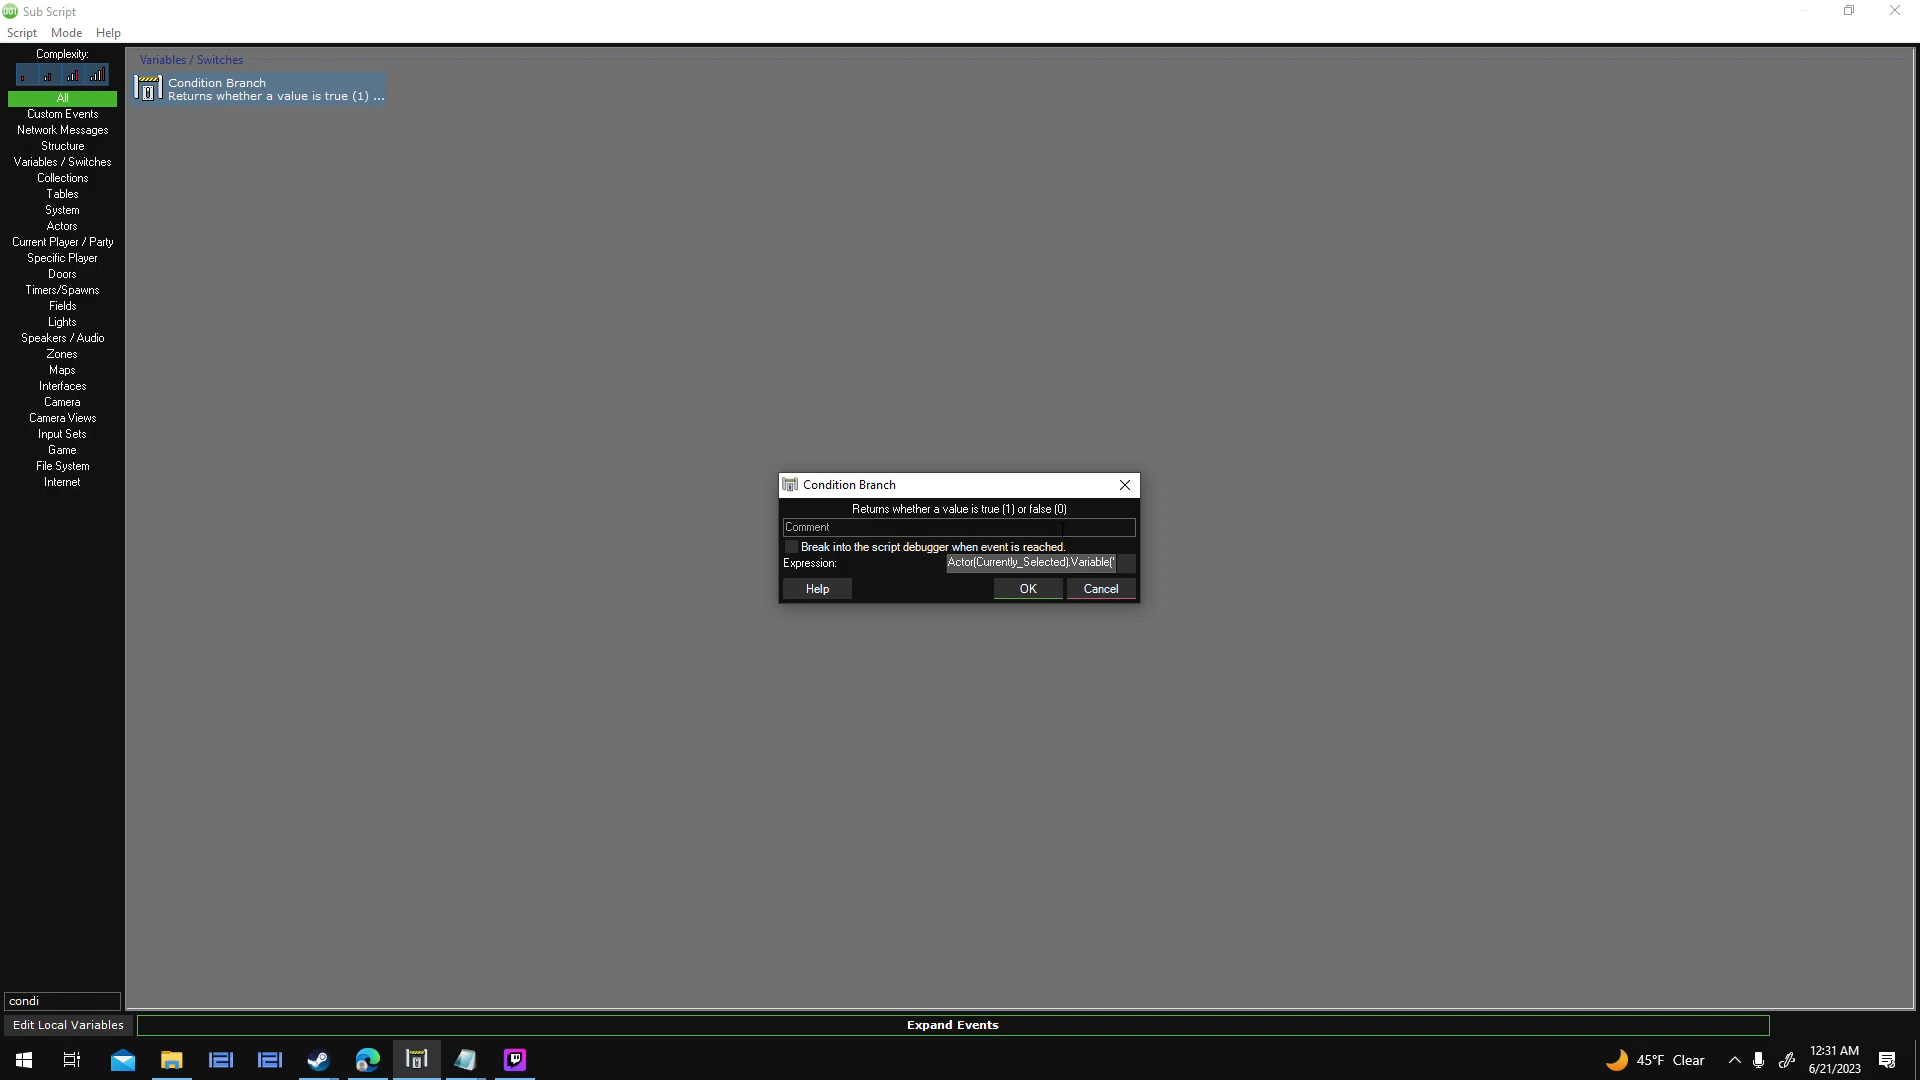 Sub Script
Script Mode Help
Complexity:
All
Custom Events
Network Messages
Structure
Variables / Switches
Collections
Tables
System
Actors
Current Player / Party
Specific Player
Doors
Timers/Spawns
Fields
Lights
Speakers / Audio
Zones
Maps
Interfaces
Camera
Camera Views
Input Sets
Game
File System
Internet
condi
Edit Local Variables
Variables / Switches
Condition Branch
Returns whether a value is true (1) ...
Condition Branch
Returns whether a value is true (1) or false (0)
Comment
Break into the script debugger when event is reached.
Expression: Actor(Currently_Selected).Variable("
Help OK Cancel
Expand Events
45°F Clear
12:31 AM
6/21/2023